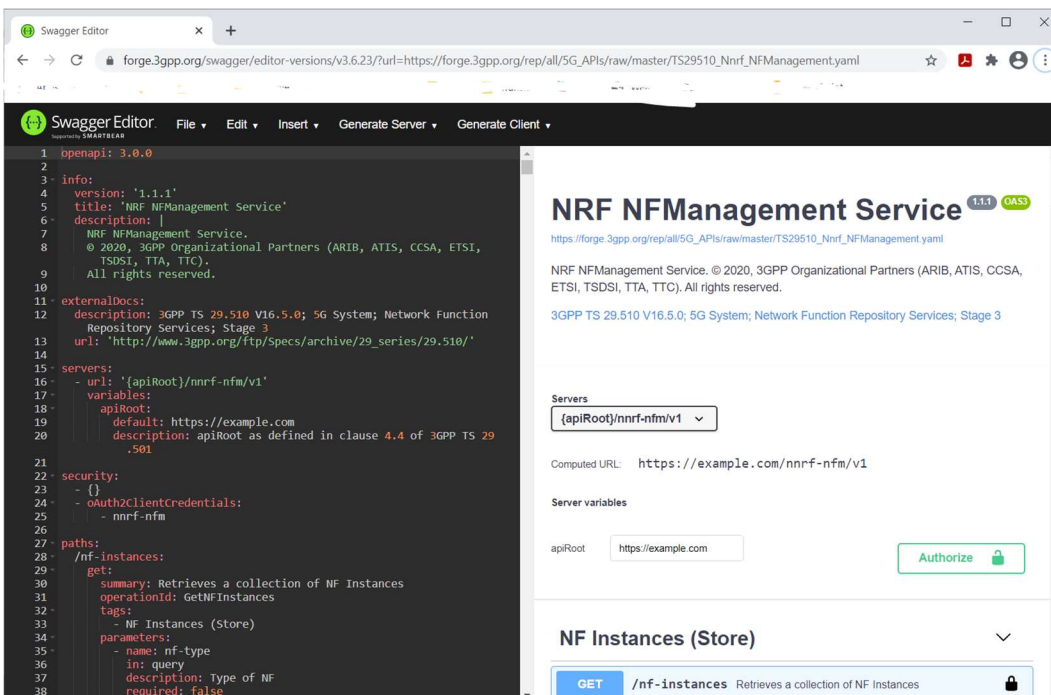 Swagger Editor
forge.3gpp.org/swagger/editor-versions/v3.6.23/?url=https://forge.3gpp.org/rep/all/5G_APIs/raw/master/TS29510_Nnrf_NFManagement.yaml
Swagger Editor.
Supported by SMARTBEAR
File Edit Insert Generate Server Generate Client
1 openapi: 3.0.0
2
3 info:
4 version: '1.1.1'
5 title: 'NRF NFManagement Service'
6 description: |
7 NRF NFManagement Service.
8 © 2020, 3GPP Organizational Partners (ARIB, ATIS, CCSA, ETSI,
TSDSI, TTA, TTC).
9 All rights reserved.
10
11 externalDocs:
12 description: 3GPP TS 29.510 V16.5.0; 5G System; Network Function
Repository Services; Stage 3
13 url: 'http://www.3gpp.org/ftp/Specs/archive/29_series/29.510/'
14
15 servers:
16 - url: '{apiRoot}/nnrf-nfm/v1'
17 variables:
18 apiRoot:
19 default: https://example.com
20 description: apiRoot as defined in clause 4.4 of 3GPP TS 29
.501
21
22 security:
23 - {}
24 - oAuth2ClientCredentials:
25 - nnrf-nfm
26
27 paths:
28 /nf-instances:
29 get:
30 summary: Retrieves a collection of NF Instances
31 operationId: GetNFInstances
32 tags:
33 - NF Instances (Store)
34 parameters:
35 - name: nf-type
36 in: query
37 description: Type of NF
38 required: false
NRF NFManagement Service 1.1.1 OAS3
https://forge.3gpp.org/rep/all/5G_APIs/raw/master/TS29510_Nnrf_NFManagement.yaml
NRF NFManagement Service. © 2020, 3GPP Organizational Partners (ARIB, ATIS, CCSA,
ETSI, TSDSI, TTA, TTC). All rights reserved.
3GPP TS 29.510 V16.5.0; 5G System; Network Function Repository Services; Stage 3
Servers
{apiRoot}/nnrf-nfm/v1
Computed URL: https://example.com/nnrf-nfm/v1
Server variables
apiRoot https://example.com
Authorize
NF Instances (Store)
GET /nf-instances Retrieves a collection of NF Instances